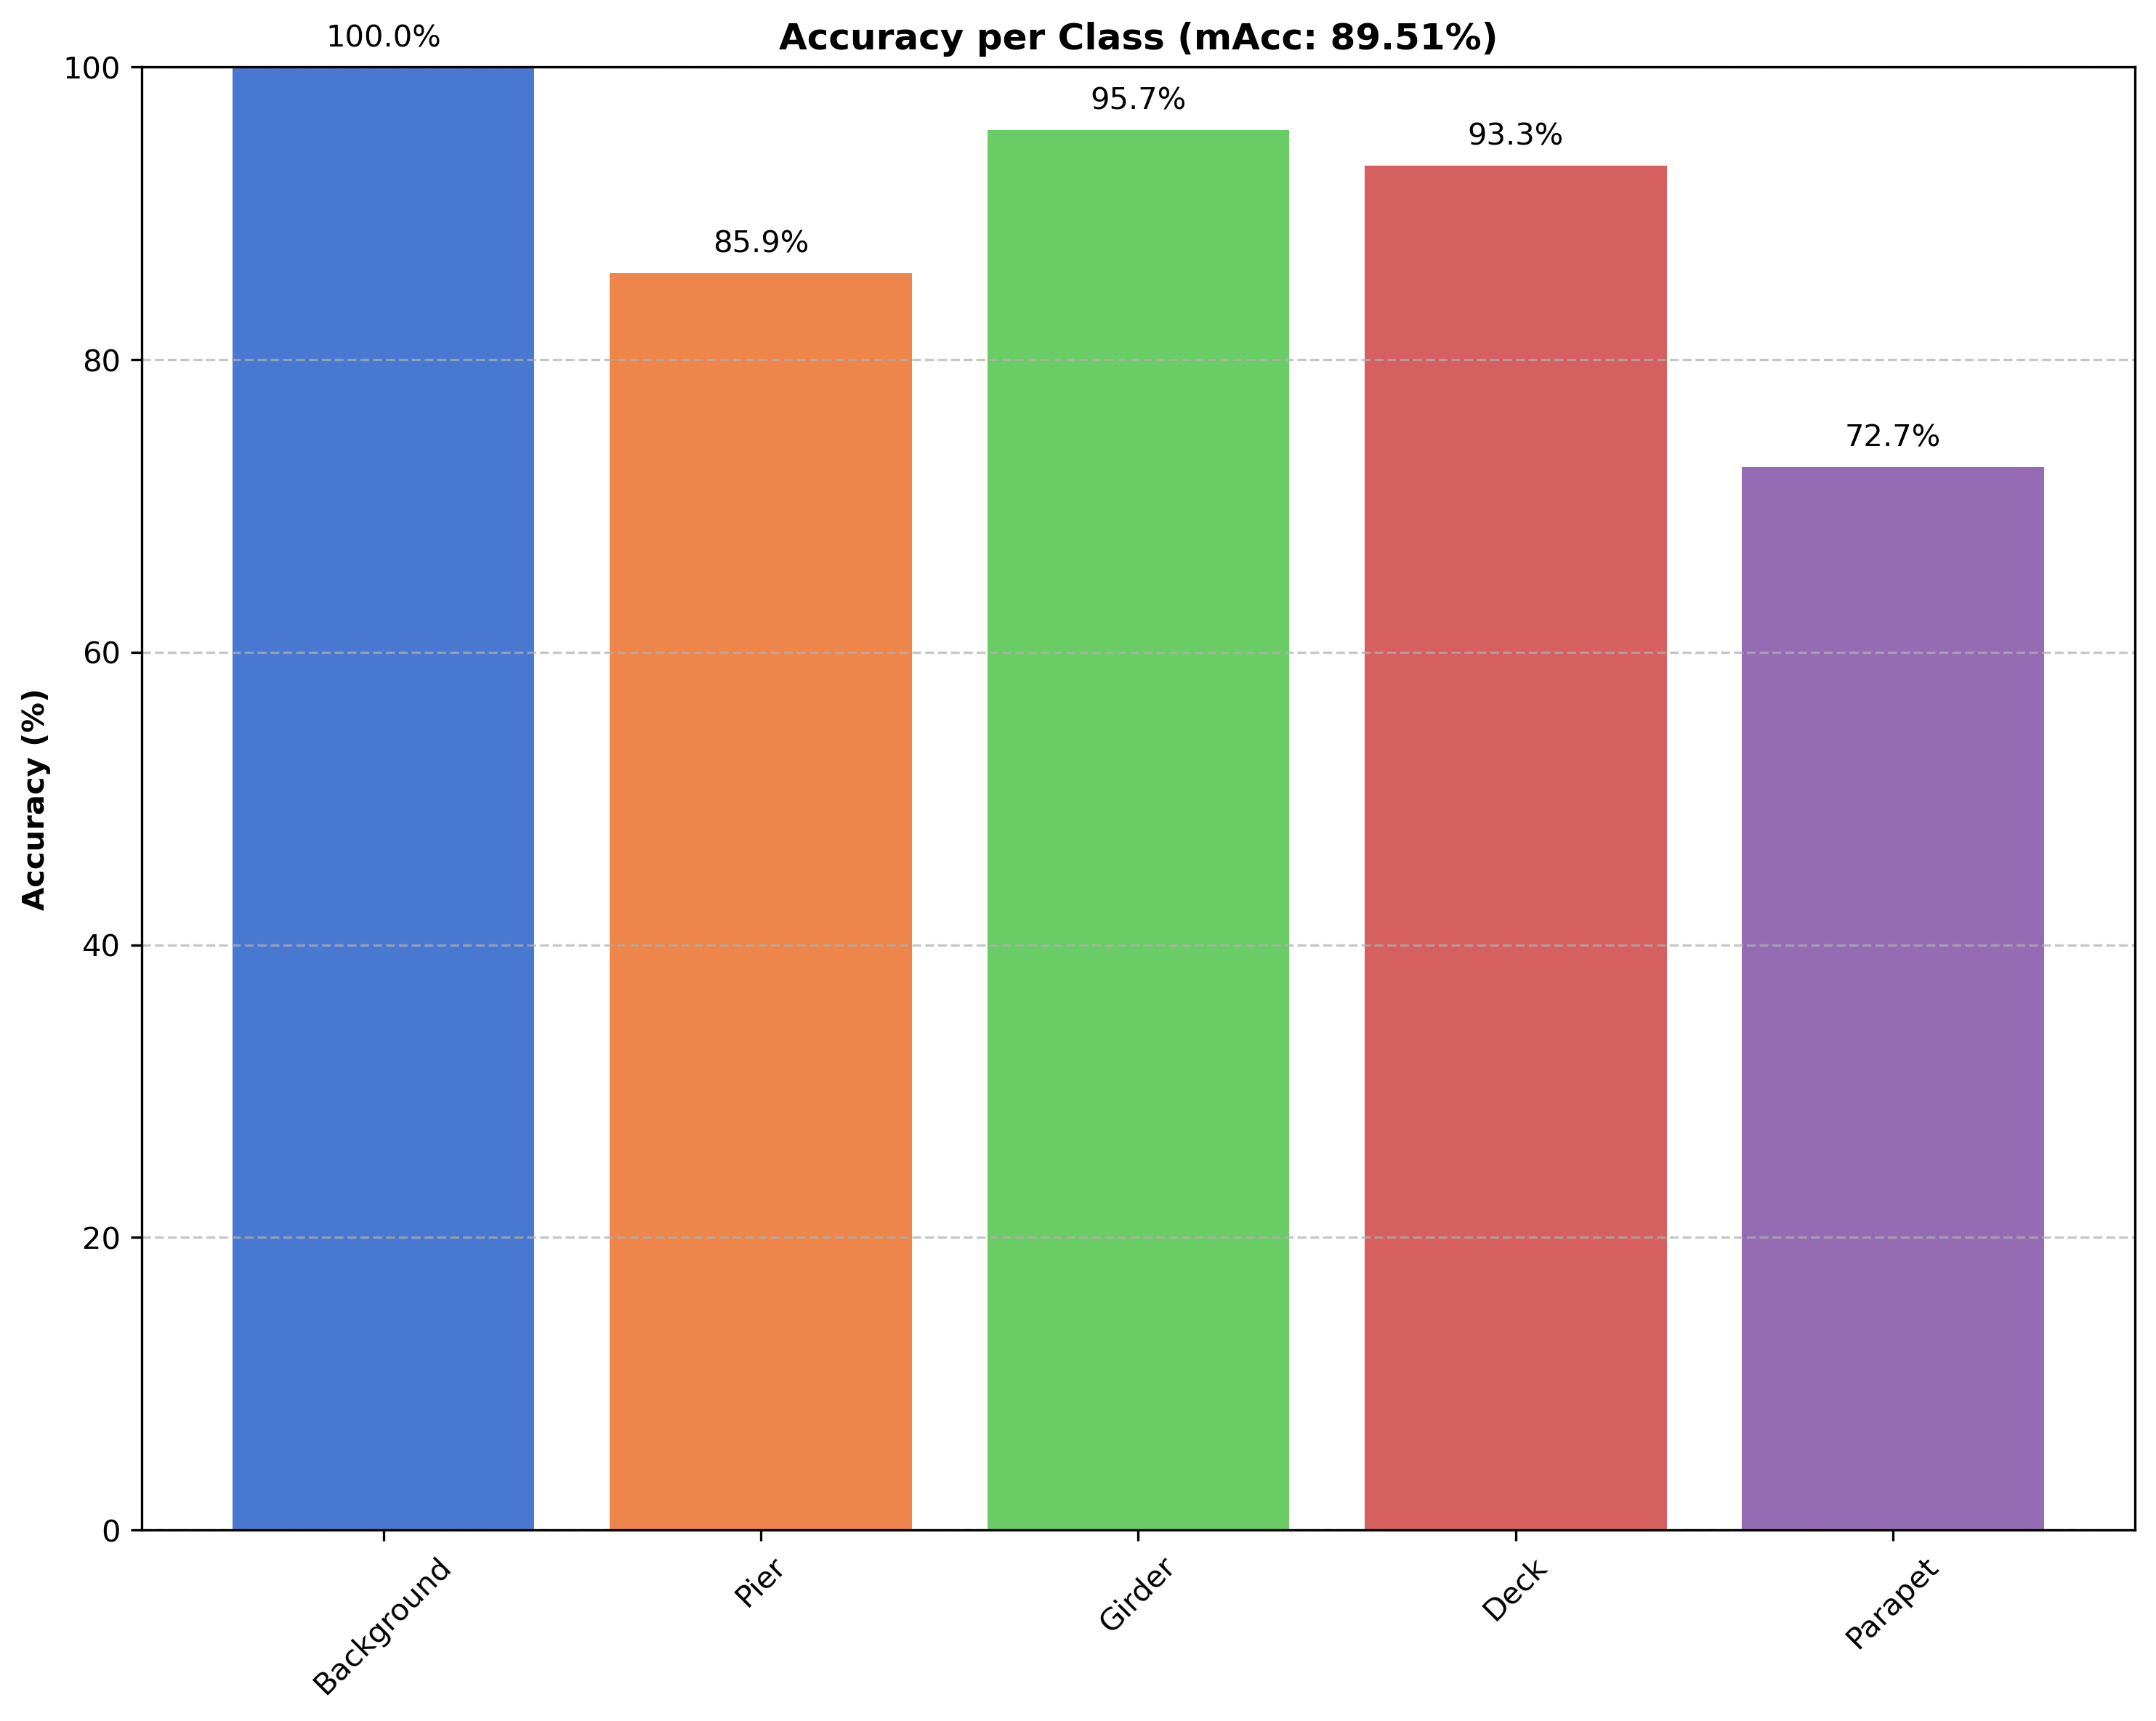 Accuracy per Class (mAcc: 89.51%)
100.0%
85.9%
95.7%
93.3%
72.7%
Accuracy (%)
100
80
60
40
20
0
Background
Pier
Girder
Deck
Parapet